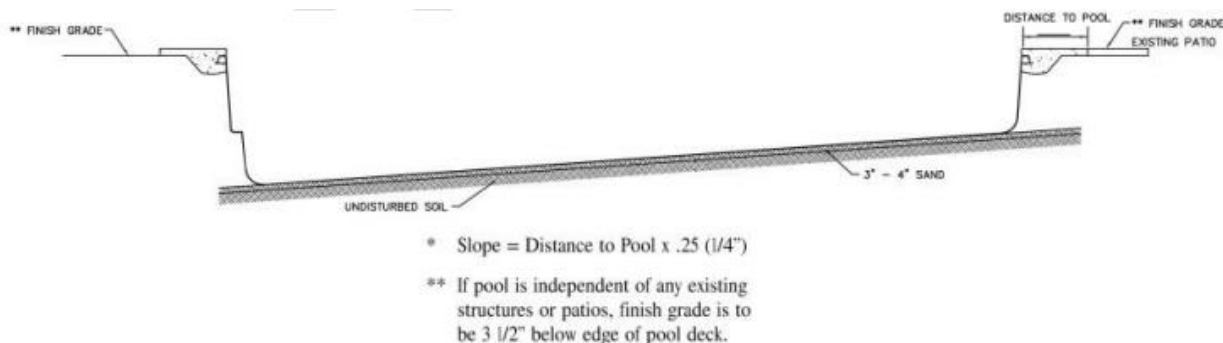 ** FINISH GRADE
DISTANCE TO POOL
** FINISH GRADE
EXISTING PATIO
3" - 4" SAND
UNDISTURBED SOIL
* Slope = Distance to Pool x .25 (1/4")
** If pool is independent of any existing
structures or patios, finish grade is to
be 3 1/2" below edge of pool deck.